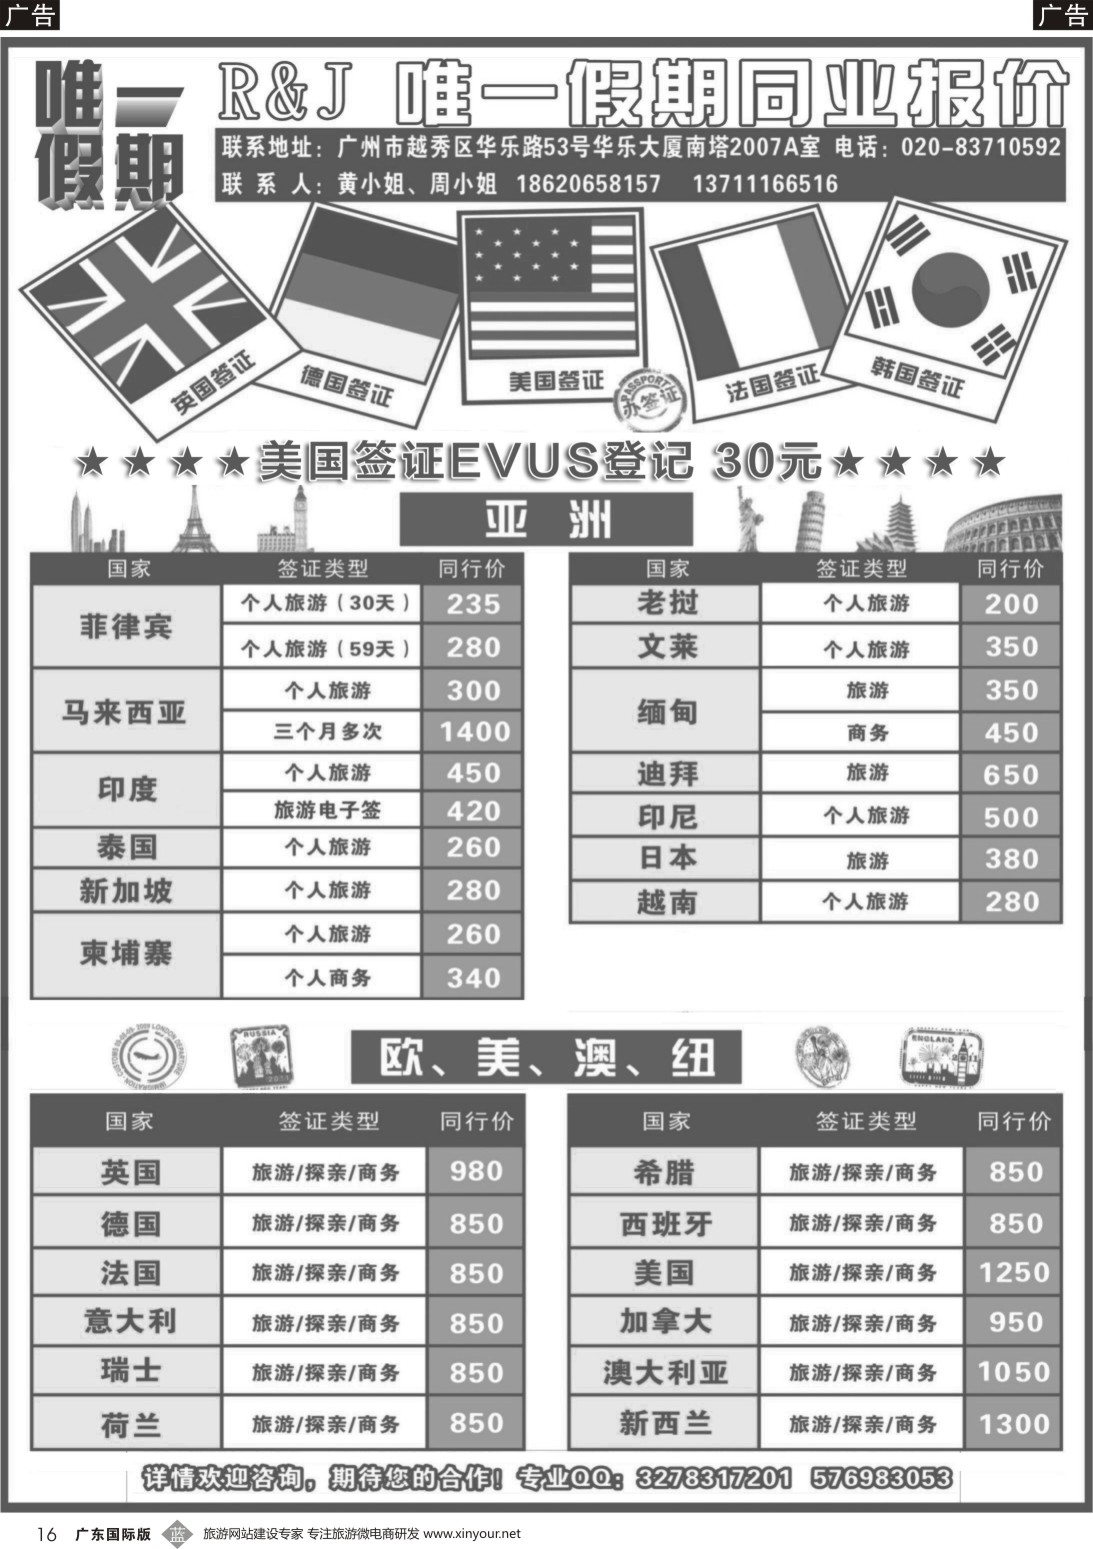 广告
广告
唯一
假期
R&J 唯一假期同业报价
联系地址：广州市越秀区华乐路53号华乐大厦南塔2007A室 电话：020-83710592
联 系 人：黄小姐、周小姐 18620658157 13711166516
英国签证
德国签证
美国签证
PASSPORT
办签证
法国签证
韩国签证
★★★★美国签证EVUS登记 30元★★★★
亚 洲
国家 签证类型 同行价
菲律宾 个人旅游（30天） 235
个人旅游（59天） 280
马来西亚 个人旅游 300
三个月多次 1400
印度 个人旅游 450
旅游电子签 420
泰国 个人旅游 260
新加坡 个人旅游 280
柬埔寨 个人旅游 260
个人商务 340
国家 签证类型 同行价
老挝 个人旅游 200
文莱 个人旅游 350
缅甸 旅游 350
商务 450
迪拜 旅游 650
印尼 个人旅游 500
日本 旅游 380
越南 个人旅游 280
RUSSIA
欧、美、澳、纽
ENGLAND
国家 签证类型 同行价
英国 旅游/探亲/商务 980
德国 旅游/探亲/商务 850
法国 旅游/探亲/商务 850
意大利 旅游/探亲/商务 850
瑞士 旅游/探亲/商务 850
荷兰 旅游/探亲/商务 850
国家 签证类型 同行价
希腊 旅游/探亲/商务 850
西班牙 旅游/探亲/商务 850
美国 旅游/探亲/商务 1250
加拿大 旅游/探亲/商务 950
澳大利亚 旅游/探亲/商务 1050
新西兰 旅游/探亲/商务 1300
详情欢迎咨询，期待您的合作！专业QQ：3278317201 576983053
16 广东国际版 蓝 旅游网站建设专家 专注旅游微电商研发 www.xinyour.net